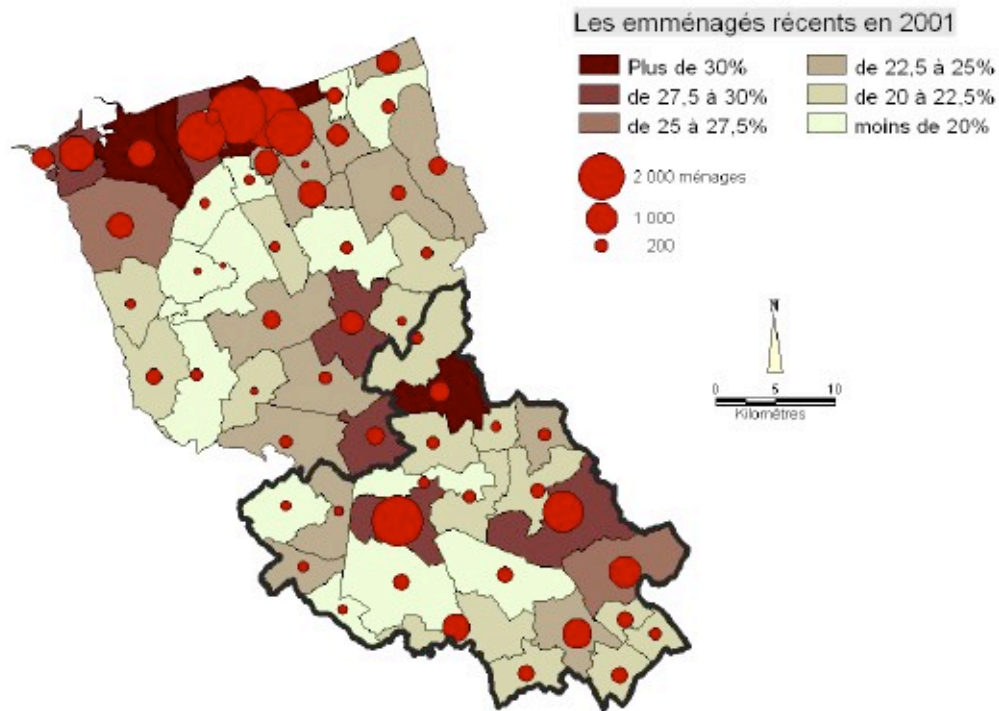 Les emménagés récents en 2001
Plus de 30%
de 27,5 à 30%
de 25 à 27,5%
de 22,5 à 25%
de 20 à 22,5%
moins de 20%
2 000 ménages
1 000
200
N
0 5 10
Kilomètres